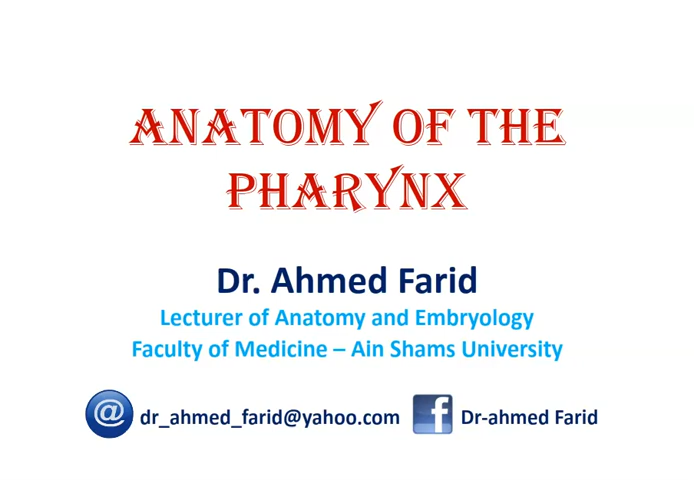 ANATOMY OF THE
PHARYNX
Dr. Ahmed Farid
Lecturer of Anatomy and Embryology
Faculty of Medicine – Ain Shams University
@ dr_ahmed_farid@yahoo.com f Dr-ahmed Farid